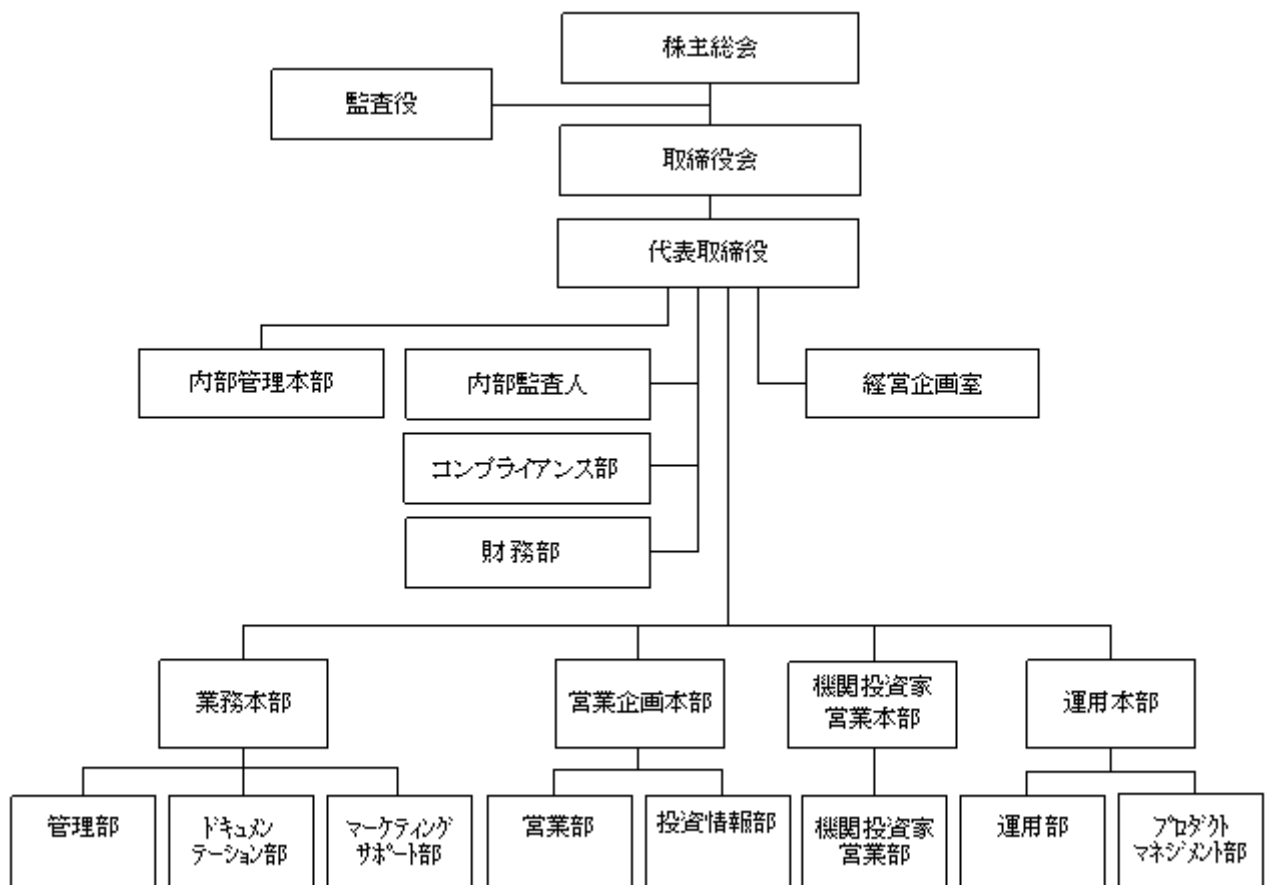 株主総会
監査役
取締役会
代表取締役
内部管理本部
内部監査人
経営企画室
コンプライアンス部
財務部
業務本部
営業企画本部
機関投資家
営業本部
運用本部
管理部
ドキュメン
テーション部
マーケティング
サポート部
営業部
投資情報部
機関投資家
営業部
運用部
プロダクト
マネジメント部